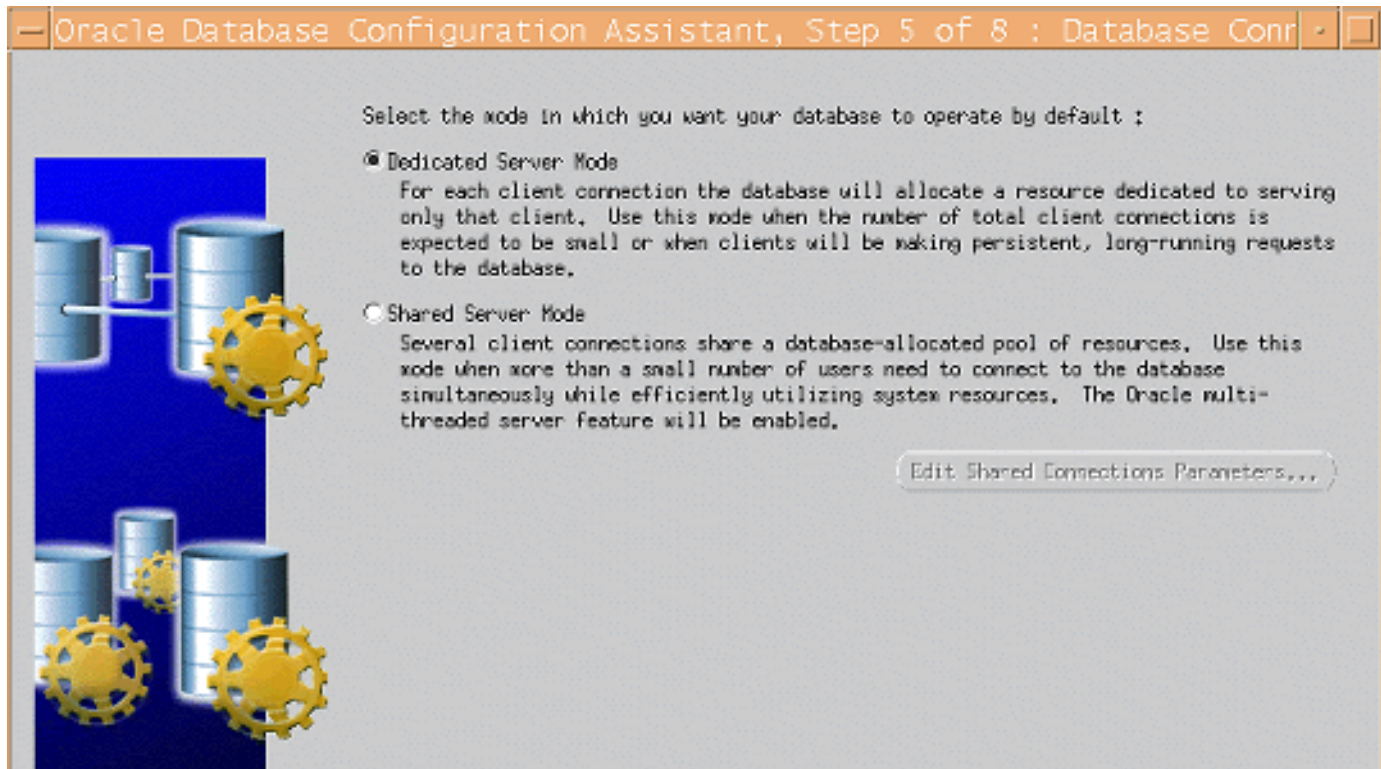 Oracle Database Configuration Assistant, Step 5 of 8 : Database Conn
Select the mode in which you want your database to operate by default :
Dedicated Server Mode
For each client connection the database will allocate a resource dedicated to serving
only that client. Use this mode when the number of total client connections is
expected to be small or when clients will be making persistent, long-running requests
to the database.
Shared Server Mode
Several client connections share a database-allocated pool of resources. Use this
mode when more than a small number of users need to connect to the database
simultaneously while efficiently utilizing system resources. The Oracle multi-
threaded server feature will be enabled.
Edit Shared Connections Parameters...